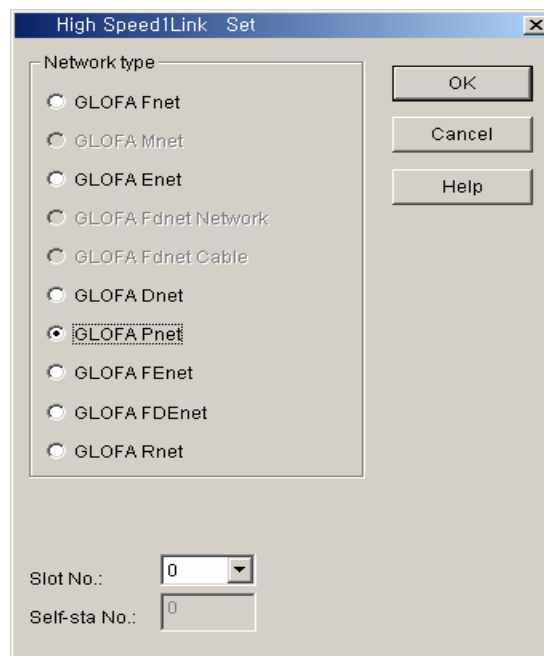 High Speed1Link Set
Network type
GLOFA Fnet
GLOFA Mnet
GLOFA Enet
GLOFA Fdnet Network
GLOFA Fdnet Cable
GLOFA Dnet
GLOFA Pnet
GLOFA FEnet
GLOFA FDEnet
GLOFA Rnet
OK
Cancel
Help
Slot No.: 0
Self-sta No.: 0